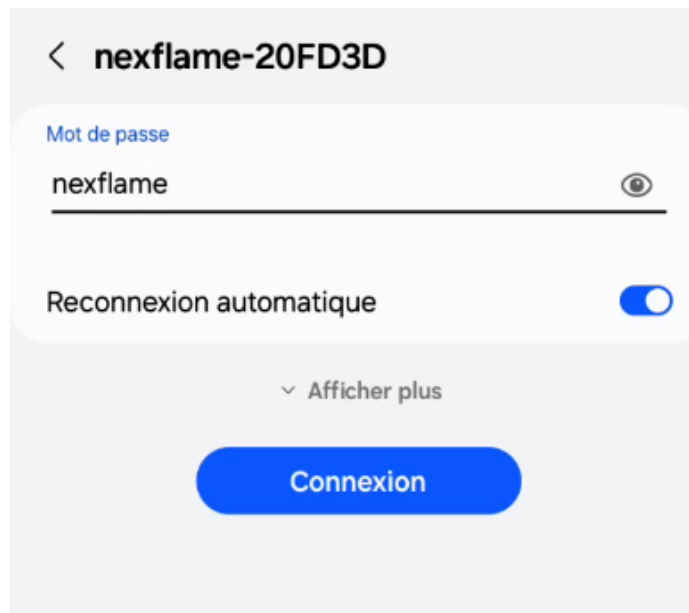 nexflame-20FD3D
Mot de passe
nexflame
Reconnexion automatique
Afficher plus
Connexion